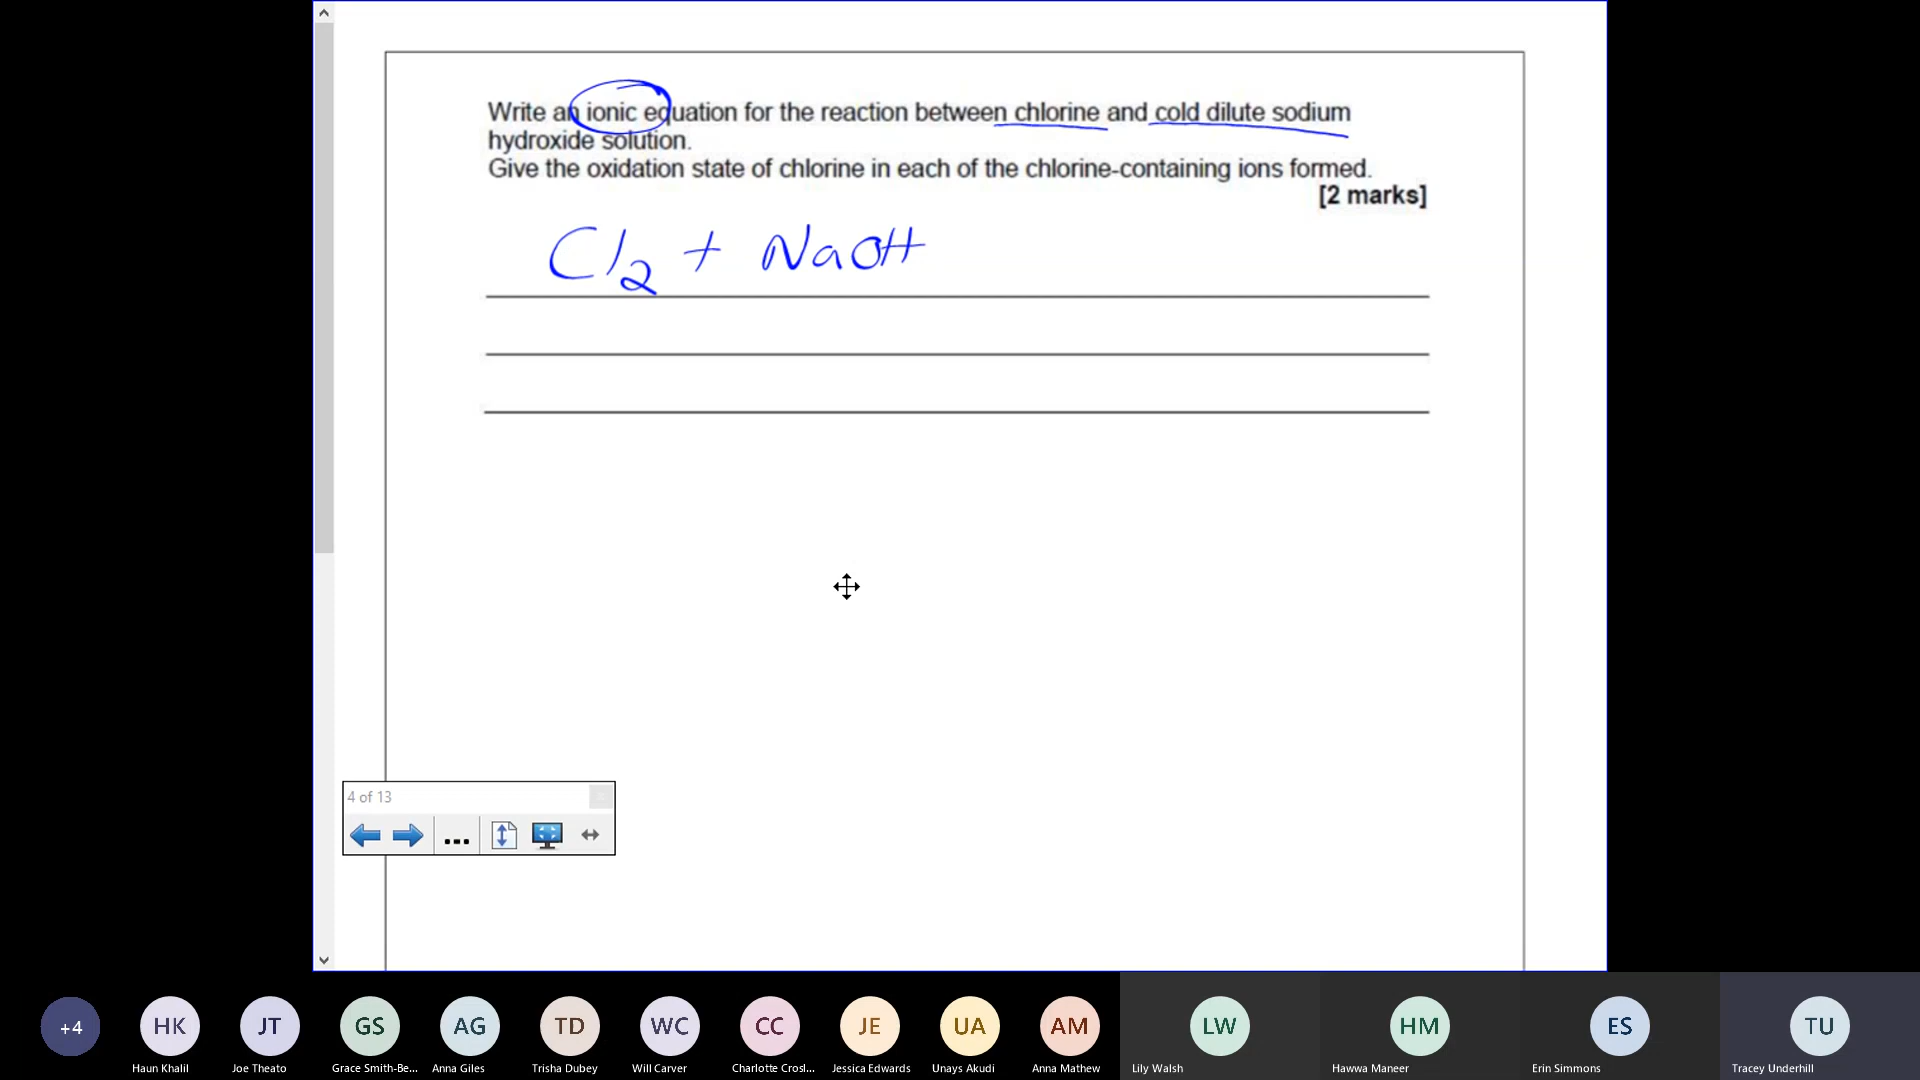 Write an ionic equation for the reaction between chlorine and cold dilute sodium
hydroxide solution.
Give the oxidation state of chlorine in each of the chlorine-containing ions formed.
[2 marks]
Cl2 + NaOH
4 of 13
...
+4
HK
JT
GS
AG
TD
WC
CC
JE
UA
AM
LW
HM
ES
TU
Haun Khalil
Joe Theato
Grace Smith-Be...
Anna Giles
Trisha Dubey
Will Carver
Charlotte Crosl...
Jessica Edwards
Unays Akudi
Anna Mathew
Lily Walsh
Hawwa Maneer
Erin Simmons
Tracey Underhill